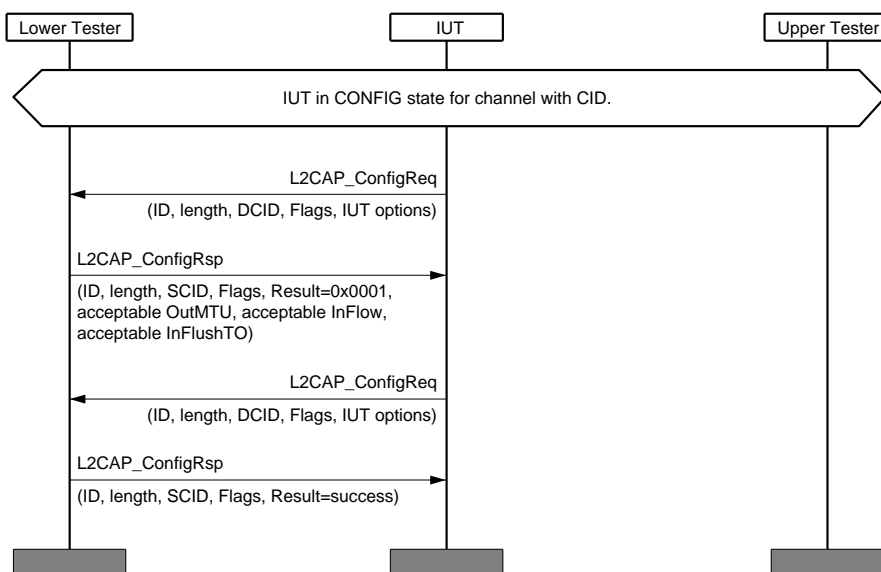 Lower Tester
IUT
Upper Tester
IUT in CONFIG state for channel with CID.
L2CAP_ConfigReq
(ID, length, DCID, Flags, IUT options)
L2CAP_ConfigRsp
(ID, length, SCID, Flags, Result=0x0001,
acceptable OutMTU, acceptable InFlow,
acceptable InFlushTO)
L2CAP_ConfigReq
(ID, length, DCID, Flags, IUT options)
L2CAP_ConfigRsp
(ID, length, SCID, Flags, Result=success)